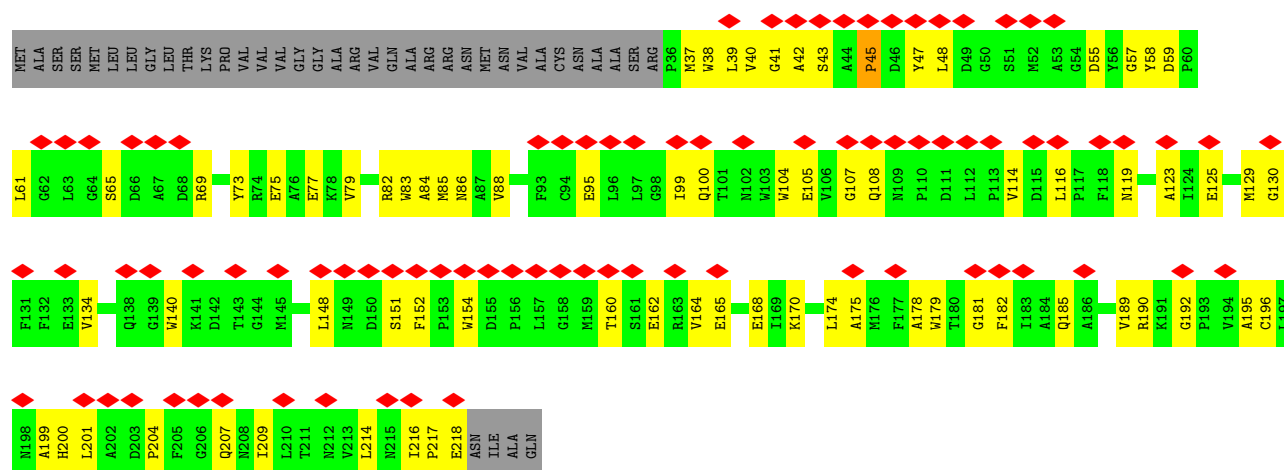 MET ALA SER SER MET LEU LEU GLY LEU THR LYS PRO VAL VAL VAL GLY GLY ALA ARG VAL GLN ALA ARG ARG ASN MET ASN VAL ALA CYS ASN ALA ALA SER ARG P36 M37 W38 L39 V40 G41 A42 S43 A44 P45 D46 Y47 L48 D49 G50 S51 M52 A53 G54 D55 Y56 G57 Y58 D59 P60
L61 G62 L63 G64 S65 D66 A67 D68 R69 Y73 R74 E75 A76 E77 K78 V79 R82 W83 A84 M85 N86 A87 V88 F93 C94 E95 L96 L97 G98 I99 Q100 T101 N102 W103 W104 E105 V106 G107 Q108 N109 P110 D111 L112 P113 V114 D115 L116 P117 F118 N119 A123 I124 E125 M129 G130
F131 F132 E133 V134 Q138 G139 W140 K141 D142 T143 G144 M145 L148 N149 D150 S151 F152 P153 W154 D155 P156 L157 G158 M159 T160 S161 E162 R163 V164 E165 E168 I169 K170 L174 A175 M176 F177 A178 W179 T180 G181 F182 I183 A184 Q185 A186 V189 R190 K191 G192 P193 V194 A195 C196 L197
N198 A199 H200 L201 A202 D203 P204 F205 G206 Q207 N208 I209 L210 T211 N212 V213 L214 N215 I216 P217 E218 ASN ILE ALA GLN